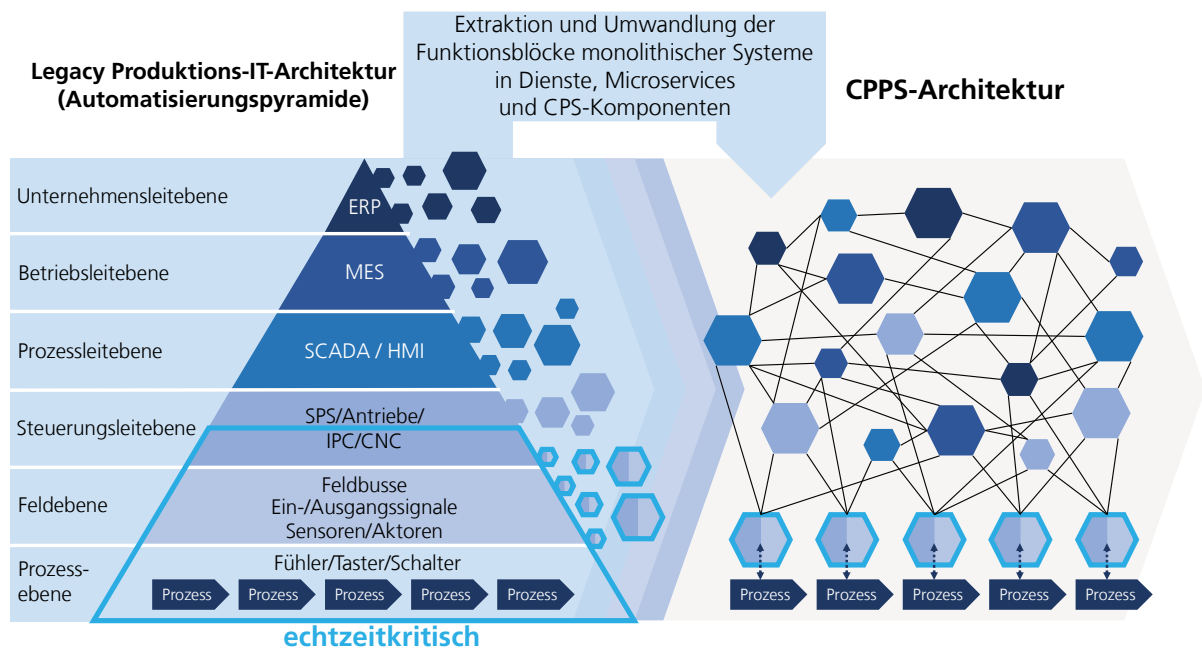 Extraktion und Umwandlung der
Funktionsblöcke monolithischer Systeme
in Dienste, Microservices
und CPS-Komponenten
Legacy Produktions-IT-Architektur
(Automatisierungspyramide)
CPPS-Architektur
Unternehmensleitebene
ERP
Betriebsleitebene
MES
Prozessleitebene
SCADA / HMI
Steuerungsleitebene
SPS/Antriebe/
IPC/CNC
Feldebene
Feldbusse
Ein-/Ausgangssignale
Sensoren/Aktoren
Prozess-
ebene
Fühler/Taster/Schalter
Prozess Prozess Prozess Prozess Prozess
Prozess Prozess Prozess Prozess Prozess
echtzeitkritisch